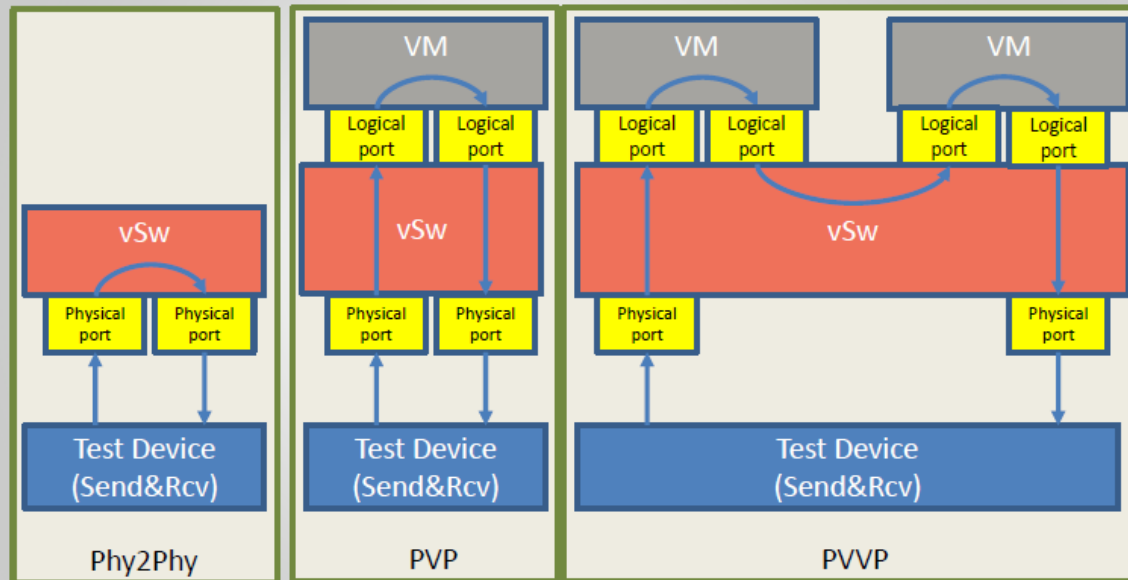 vSw
Physical
port
Physical
port
Test Device
(Send&Rcv)
Phy2Phy
VM
Logical
port
Logical
port
vSw
Physical
port
Physical
port
Test Device
(Send&Rcv)
PVP
VM
VM
Logical
port
Logical
port
Logical
port
Logical
port
vSw
Physical
port
Physical
port
Test Device
(Send&Rcv)
PVVP